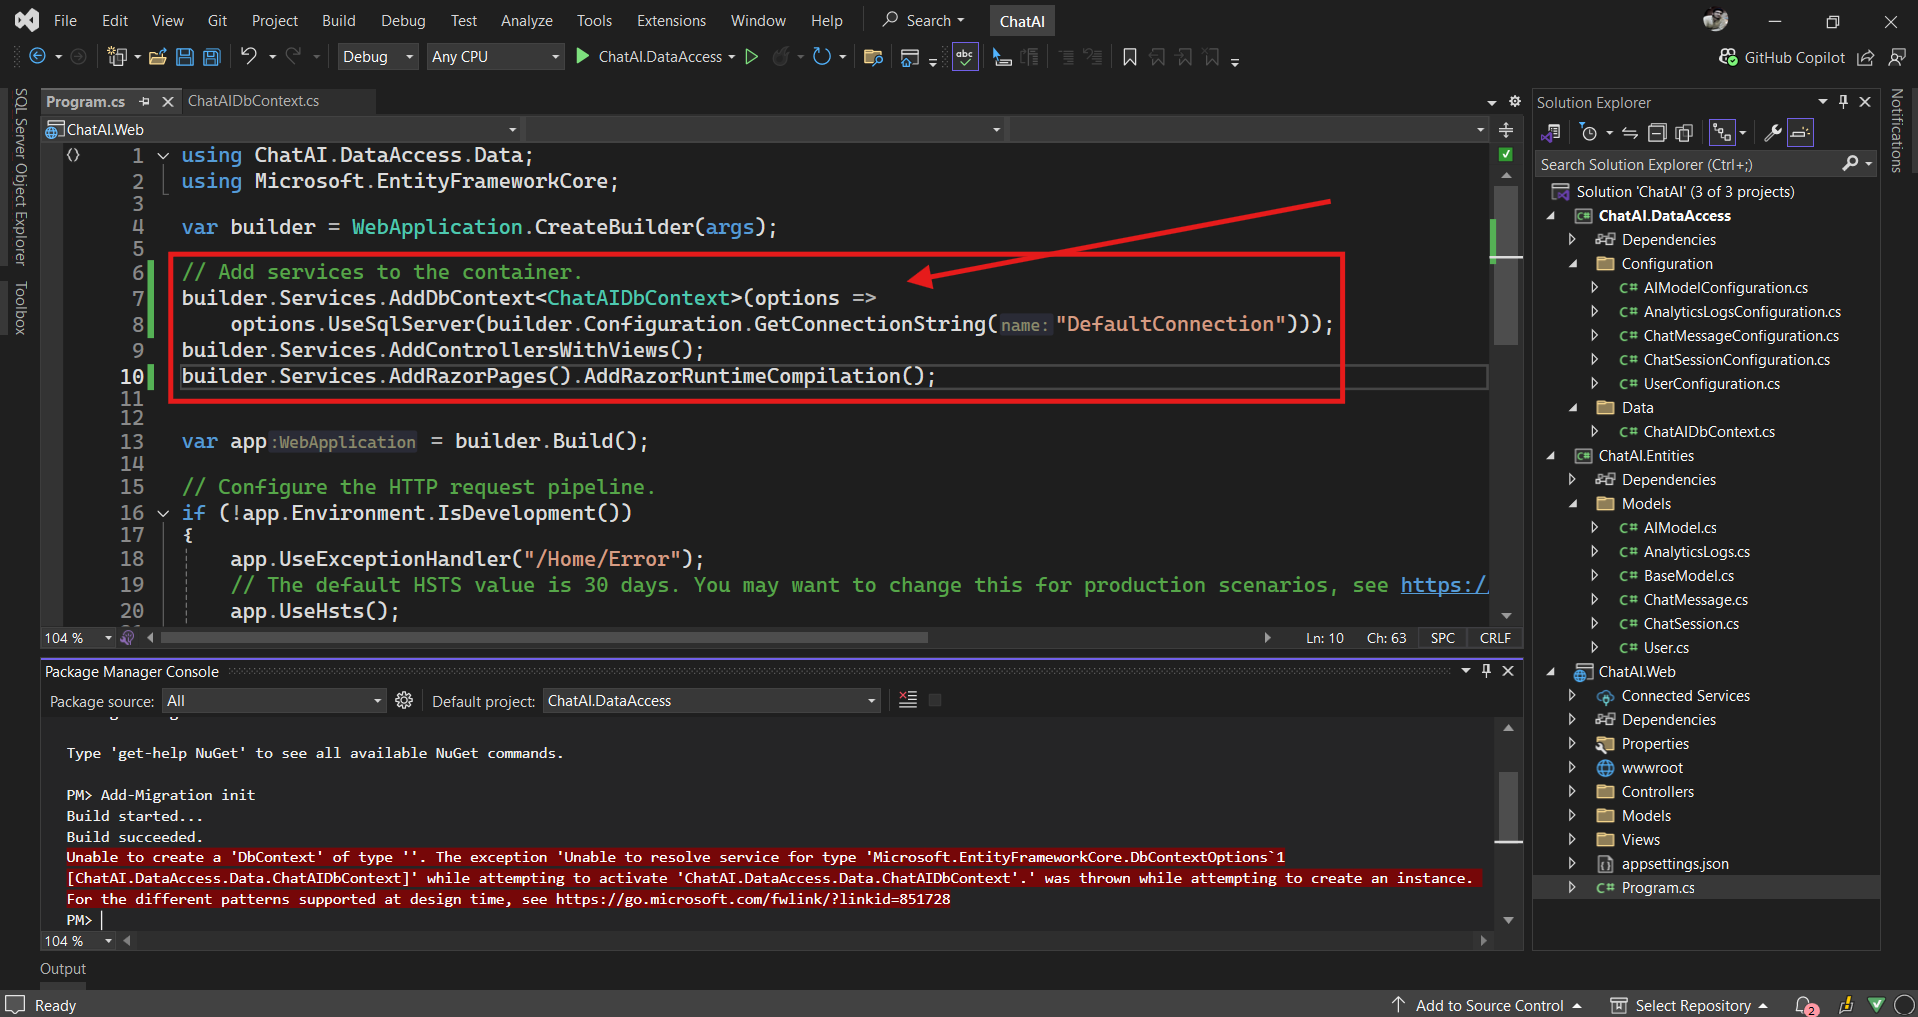 File Edit View Git Project Build Debug Test Analyze Tools Extensions Window Help Search ChatAI
Debug Any CPU ChatAI.DataAccess abc GitHub Copilot
SQL Server Object Explorer
Toolbox
Program.cs ChatAIDbContext.cs
ChatAI.Web
1 using ChatAI.DataAccess.Data;
2 using Microsoft.EntityFrameworkCore;
3
4 var builder = WebApplication.CreateBuilder(args);
5
6 // Add services to the container.
7 builder.Services.AddDbContext<ChatAIDbContext>(options =>
8 options.UseSqlServer(builder.Configuration.GetConnectionString(name:"DefaultConnection")));
9 builder.Services.AddControllersWithViews();
10 builder.Services.AddRazorPages().AddRazorRuntimeCompilation();
11
12
13 var app:WebApplication = builder.Build();
14
15 // Configure the HTTP request pipeline.
16 if (!app.Environment.IsDevelopment())
17 {
18 app.UseExceptionHandler("/Home/Error");
19 // The default HSTS value is 30 days. You may want to change this for production scenarios, see https:/
20 app.UseHsts();
104 % Ln: 10 Ch: 63 SPC CRLF
Package Manager Console
Package source: All Default project: ChatAI.DataAccess
Type 'get-help NuGet' to see all available NuGet commands.
PM> Add-Migration init
Build started...
Build succeeded.
Unable to create a 'DbContext' of type ''. The exception 'Unable to resolve service for type 'Microsoft.EntityFrameworkCore.DbContextOptions`1
[ChatAI.DataAccess.Data.ChatAIDbContext]' while attempting to activate 'ChatAI.DataAccess.Data.ChatAIDbContext'.' was thrown while attempting to create an instance.
For the different patterns supported at design time, see https://go.microsoft.com/fwlink/?linkid=851728
PM>
104 %
Output
Solution Explorer
Search Solution Explorer (Ctrl+;)
Solution 'ChatAI' (3 of 3 projects)
C# ChatAI.DataAccess
Dependencies
Configuration
C# AIModelConfiguration.cs
C# AnalyticsLogsConfiguration.cs
C# ChatMessageConfiguration.cs
C# ChatSessionConfiguration.cs
C# UserConfiguration.cs
Data
C# ChatAIDbContext.cs
C# ChatAI.Entities
Dependencies
Models
C# AIModel.cs
C# AnalyticsLogs.cs
C# BaseModel.cs
C# ChatMessage.cs
C# ChatSession.cs
C# User.cs
ChatAI.Web
Connected Services
Dependencies
Properties
wwwroot
Controllers
Models
Views
appsettings.json
C# Program.cs
Notifications
Ready Add to Source Control Select Repository 2